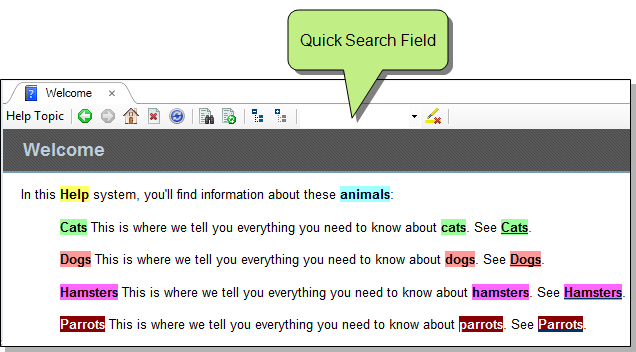 Quick Search Field
Welcome ×
Help Topic
Welcome
In this Help system, you'll find information about these animals:
Cats This is where we tell you everything you need to know about cats. See Cats.
Dogs This is where we tell you everything you need to know about dogs. See Dogs.
Hamsters This is where we tell you everything you need to know about hamsters. See Hamsters.
Parrots This is where we tell you everything you need to know about parrots. See Parrots.